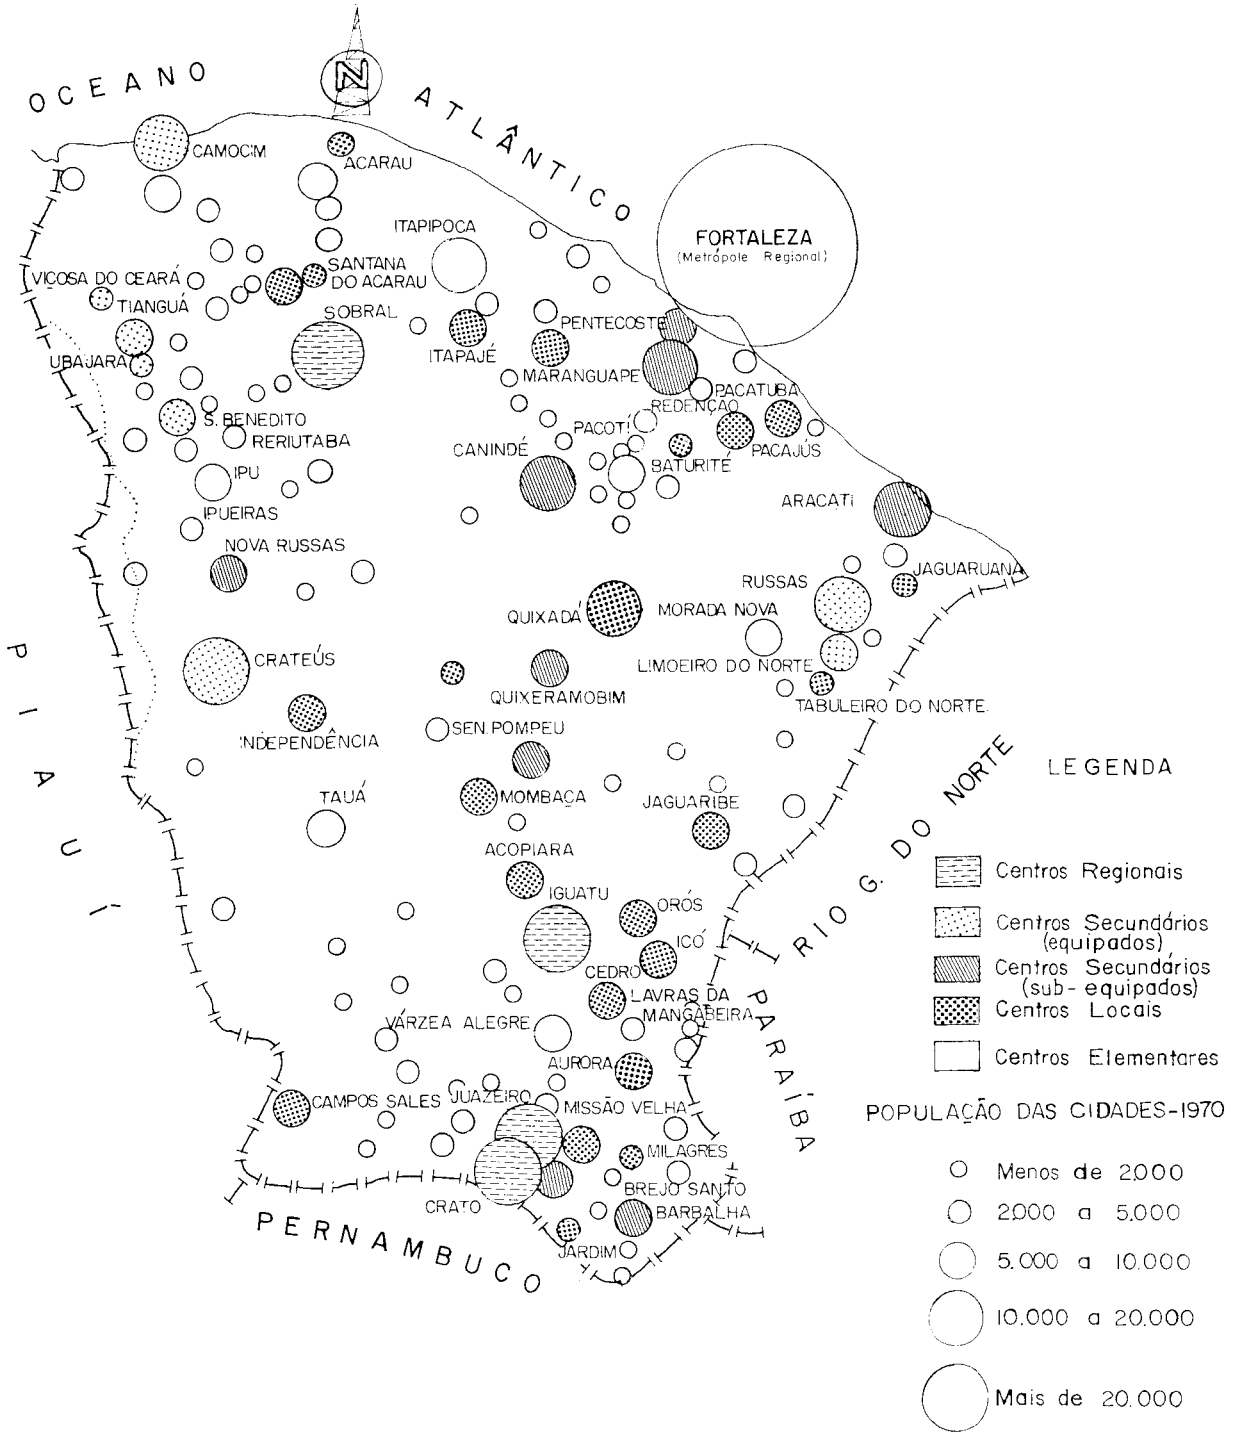 N
OCEANO
ATLÂNTICO
CAMOCIM
ACARAU
ITAPIPOCA
FORTALEZA
(Metrópole Regional)
VIÇOSA DO CEARÁ
SANTANA
DO ACARAU
TIANGUÁ
SOBRAL
PENTECOSTE
UBAJARA
ITAPAJÉ
MARANGUAPE
PACATUBA
REDENÇÃO
S. BENEDITO
PACOTÍ
RERIUTABA
CANINDÉ
PACAJÚS
BATURITÉ
IPU
ARACATI
IPUEIRAS
NOVA RUSSAS
JAGUARUANA
RUSSAS
QUIXADÁ
MORADA NOVA
CRATEÚS
LIMOEIRO DO NORTE
QUIXERAMOBIM
TABULEIRO DO NORTE.
INDEPENDÊNCIA
SEN. POMPEU
PIAUÍ
TAUÁ
MOMBAÇA
JAGUARIBE
ACOPIARA
IGUATU
ORÓS
ICÓ
CEDRO
LAVRAS DA
MANGABEIRA
VÁRZEA ALEGRE
AURORA
CAMPOS SALES
JUAZEIRO
MISSÃO VELHA
MILAGRES
BREJO SANTO
CRATO
BARBALHA
JARDIM
PERNAMBUCO
RIO G. DO NORTE
PARAÍBA
LEGENDA
Centros Regionais
Centros Secundários
(equipados)
Centros Secundários
(sub-equipados)
Centros Locais
Centros Elementares
POPULAÇÃO DAS CIDADES-1970
Menos de 2.000
2.000 a 5.000
5.000 a 10.000
10.000 a 20.000
Mais de 20.000